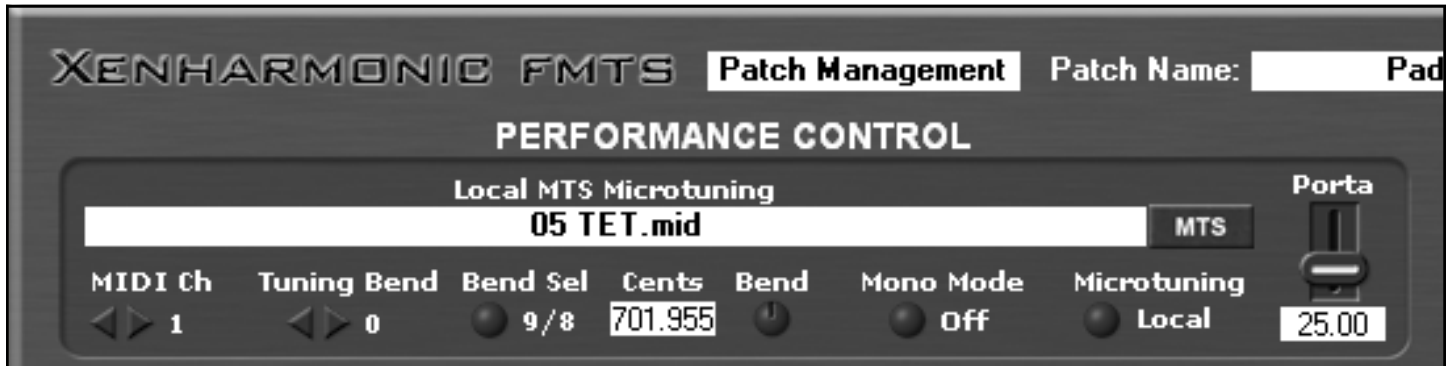 XENHARMONIC FMTS Patch Management Patch Name: Pad
PERFORMANCE CONTROL
Local MTS Microtuning Porta
05 TET.mid MTS
MIDI Ch Tuning Bend Bend Sel Cents Bend Mono Mode Microtuning
1 0 9/8 701.955 Off Local 25.00